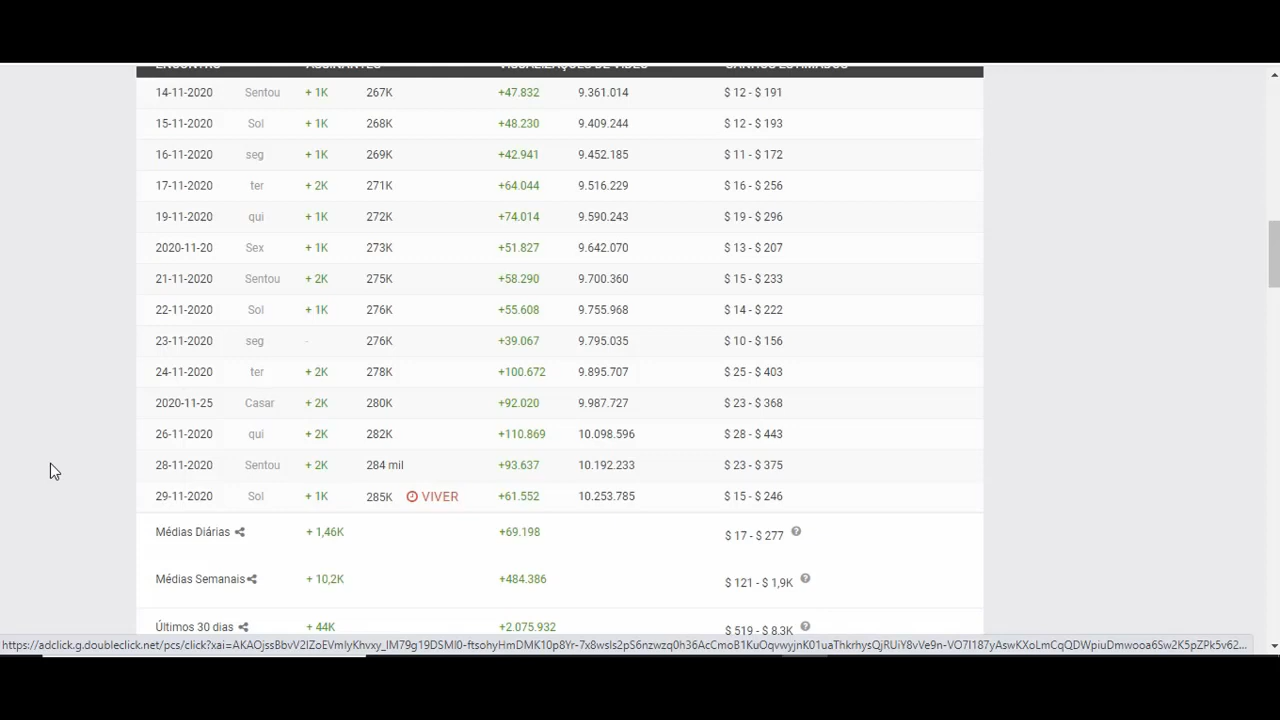 ENCONTRO ASSINANTES VISUALIZAÇÕES DE VÍDEO GANHOS ESTIMADOS
14-11-2020 Sentou + 1K 267K +47.832 9.361.014 $ 12 - $ 191
15-11-2020 Sol + 1K 268K +48.230 9.409.244 $ 12 - $ 193
16-11-2020 seg + 1K 269K +42.941 9.452.185 $ 11 - $ 172
17-11-2020 ter + 2K 271K +64.044 9.516.229 $ 16 - $ 256
19-11-2020 qui + 1K 272K +74.014 9.590.243 $ 19 - $ 296
2020-11-20 Sex + 1K 273K +51.827 9.642.070 $ 13 - $ 207
21-11-2020 Sentou + 2K 275K +58.290 9.700.360 $ 15 - $ 233
22-11-2020 Sol + 1K 276K +55.608 9.755.968 $ 14 - $ 222
23-11-2020 seg - 276K +39.067 9.795.035 $ 10 - $ 156
24-11-2020 ter + 2K 278K +100.672 9.895.707 $ 25 - $ 403
2020-11-25 Casar + 2K 280K +92.020 9.987.727 $ 23 - $ 368
26-11-2020 qui + 2K 282K +110.869 10.098.596 $ 28 - $ 443
28-11-2020 Sentou + 2K 284 mil +93.637 10.192.233 $ 23 - $ 375
29-11-2020 Sol + 1K 285K VIVER +61.552 10.253.785 $ 15 - $ 246
Médias Diárias + 1,46K +69.198 $ 17 - $ 277
Médias Semanais + 10,2K +484.386 $ 121 - $ 1,9K
Últimos 30 dias + 44K +2.075.932 $ 519 - $ 8.3K